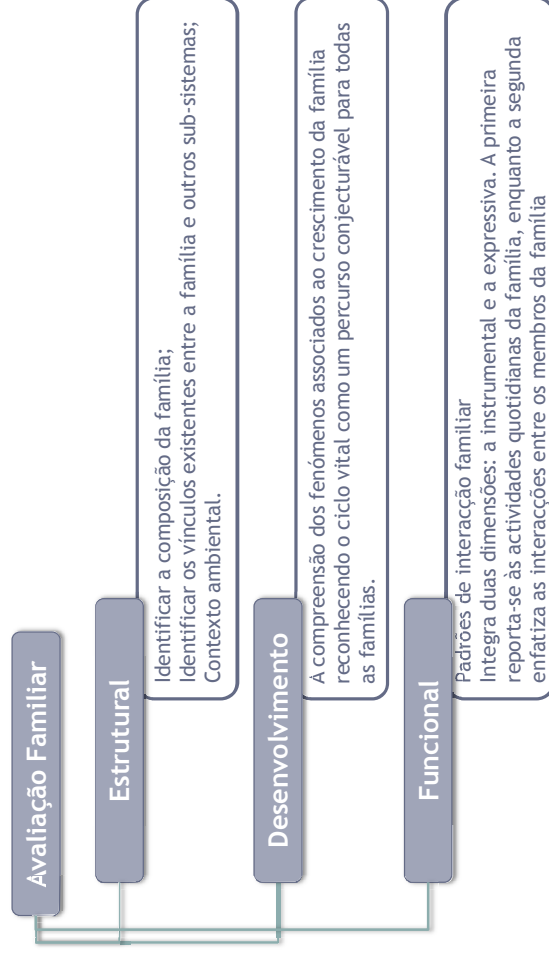 Avaliação Familiar
Estrutural
Identificar a composição da família;
Identificar os vínculos existentes entre a família e outros sub-sistemas;
Contexto ambiental.
Desenvolvimento
A compreensão dos fenómenos associados ao crescimento da família
reconhecendo o ciclo vital como um percurso conjecturável para todas
as famílias.
Funcional
Padrões de interacção familiar
Integra duas dimensões: a instrumental e a expressiva. A primeira
reporta-se às actividades quotidianas da família, enquanto a segunda
enfatiza as interacções entre os membros da família